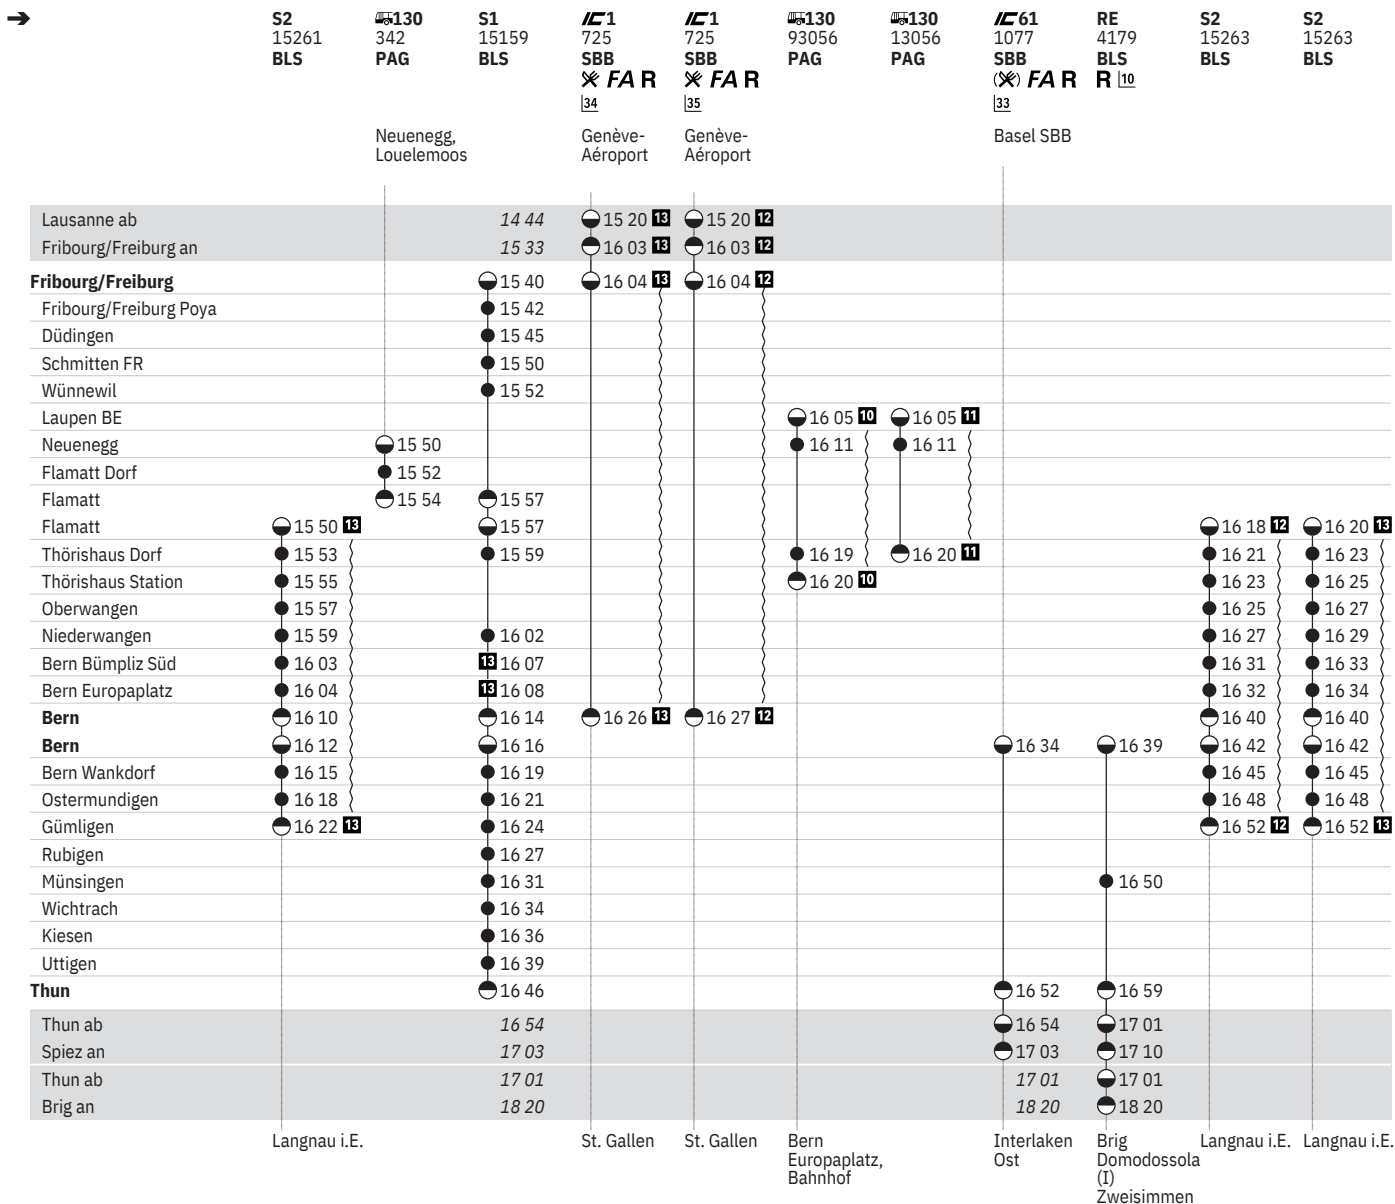 ➔ S2 130 S1 IC1 IC1 130 130 IC61 RE S2 S2
15261 342 15159 725 725 93056 13056 1077 4179 15263 15263
BLS PAG BLS SBB SBB PAG PAG SBB BLS BLS BLS
FA R FA R FA R R 10
34 35 33
Neuenegg, Genève- Genève- Basel SBB
Louelemoos Aéroport Aéroport
Lausanne ab 14 44 15 20 13 15 20 12
Fribourg/Freiburg an 15 33 16 03 13 16 03 12
Fribourg/Freiburg 15 40 16 04 13 16 04 12
Fribourg/Freiburg Poya 15 42
Düdingen 15 45
Schmitten FR 15 50
Wünnewil 15 52
Laupen BE 16 05 10 16 05 11
Neuenegg 15 50 16 11 16 11
Flamatt Dorf 15 52
Flamatt 15 54 15 57
Flamatt 15 50 13 15 57 16 18 12 16 20 13
Thörishaus Dorf 15 53 15 59 16 19 16 20 11 16 21 16 23
Thörishaus Station 15 55 16 20 10 16 23 16 25
Oberwangen 15 57 16 25 16 27
Niederwangen 15 59 16 02 16 27 16 29
Bern Bümpliz Süd 16 03 13 16 07 16 31 16 33
Bern Europaplatz 16 04 13 16 08 16 32 16 34
Bern 16 10 16 14 16 26 13 16 27 12 16 40 16 40
Bern 16 12 16 16 16 34 16 39 16 42 16 42
Bern Wankdorf 16 15 16 19 16 45 16 45
Ostermundigen 16 18 16 21 16 48 16 48
Gümligen 16 22 13 16 24 16 52 12 16 52 13
Rubigen 16 27
Münsingen 16 31 16 50
Wichtrach 16 34
Kiesen 16 36
Uttigen 16 39
Thun 16 46 16 52 16 59
Thun ab 16 54 16 54 17 01
Spiez an 17 03 17 03 17 10
Thun ab 17 01 17 01 17 01
Brig an 18 20 18 20 18 20
Langnau i.E. St. Gallen St. Gallen Bern Interlaken Brig Langnau i.E. Langnau i.E.
Europaplatz, Ost Domodossola
Bahnhof (I)
Zweisimmen